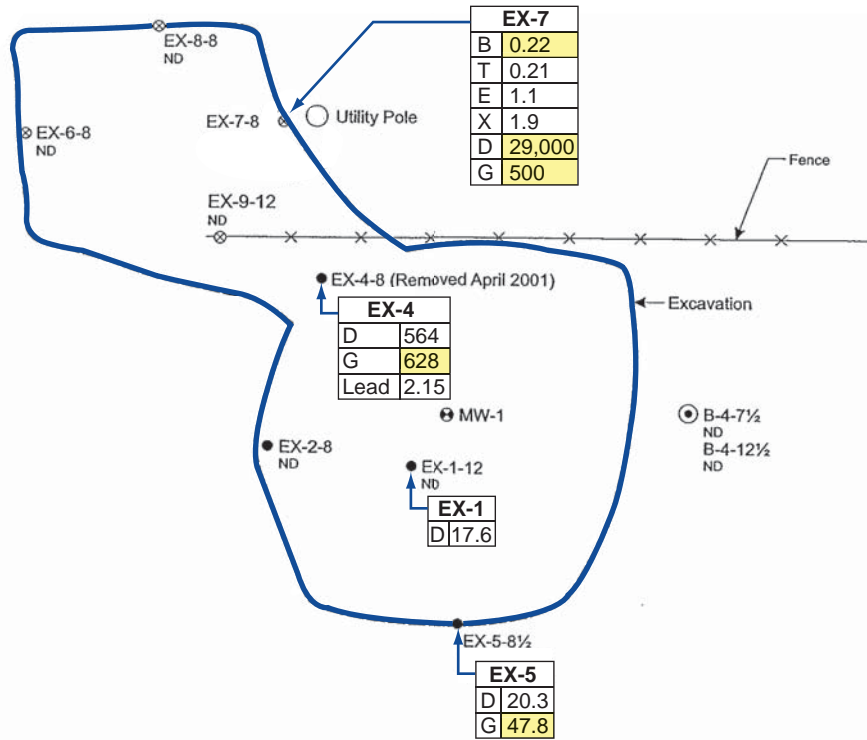 EX-7
B 0.22
T 0.21
E 1.1
X 1.9
D 29,000
G 500
EX-8-8
ND
EX-7-8
Utility Pole
EX-6-8
ND
Fence
EX-9-12
ND
EX-4-8 (Removed April 2001)
EX-4
D 564
G 628
Lead 2.15
Excavation
MW-1
B-4-7½
ND
B-4-12½
ND
EX-2-8
ND
EX-1-12
ND
EX-1
D 17.6
EX-5-8½
EX-5
D 20.3
G 47.8